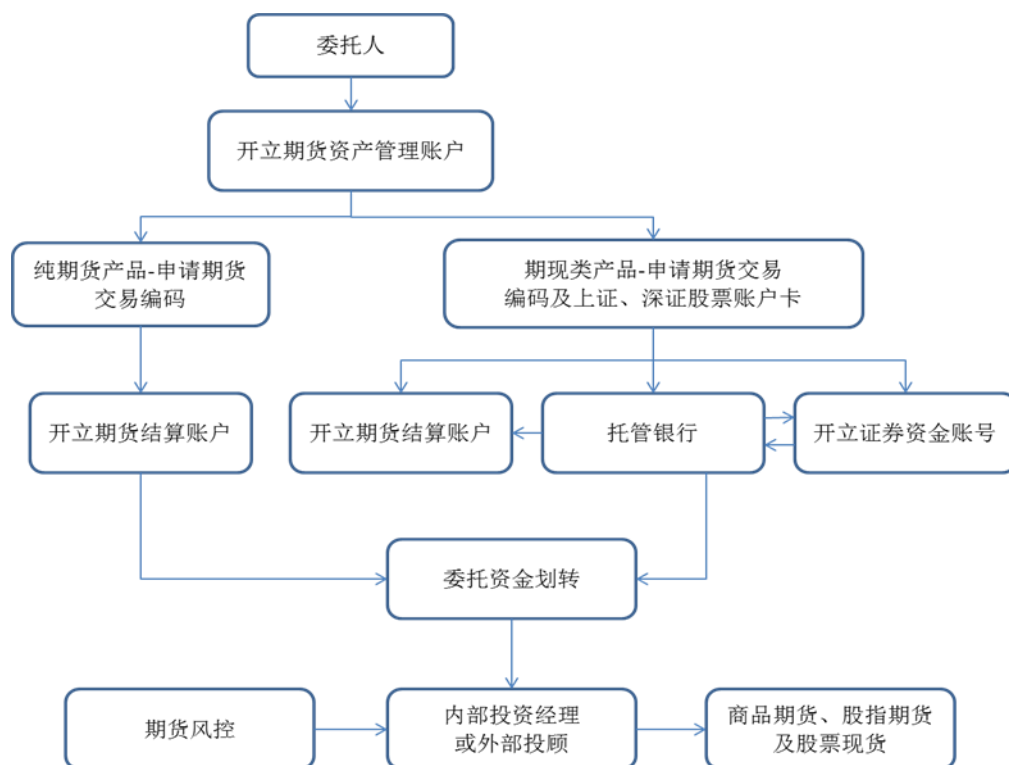 委托人
开立期货资产管理账户
纯期货产品-申请期货
交易编码
期现类产品-申请期货交易
编码及上证、深证股票账户卡
开立期货结算账户
开立期货结算账户
托管银行
开立证券资金账号
委托资金划转
期货风控
内部投资经理
或外部投顾
商品期货、股指期货
及股票现货